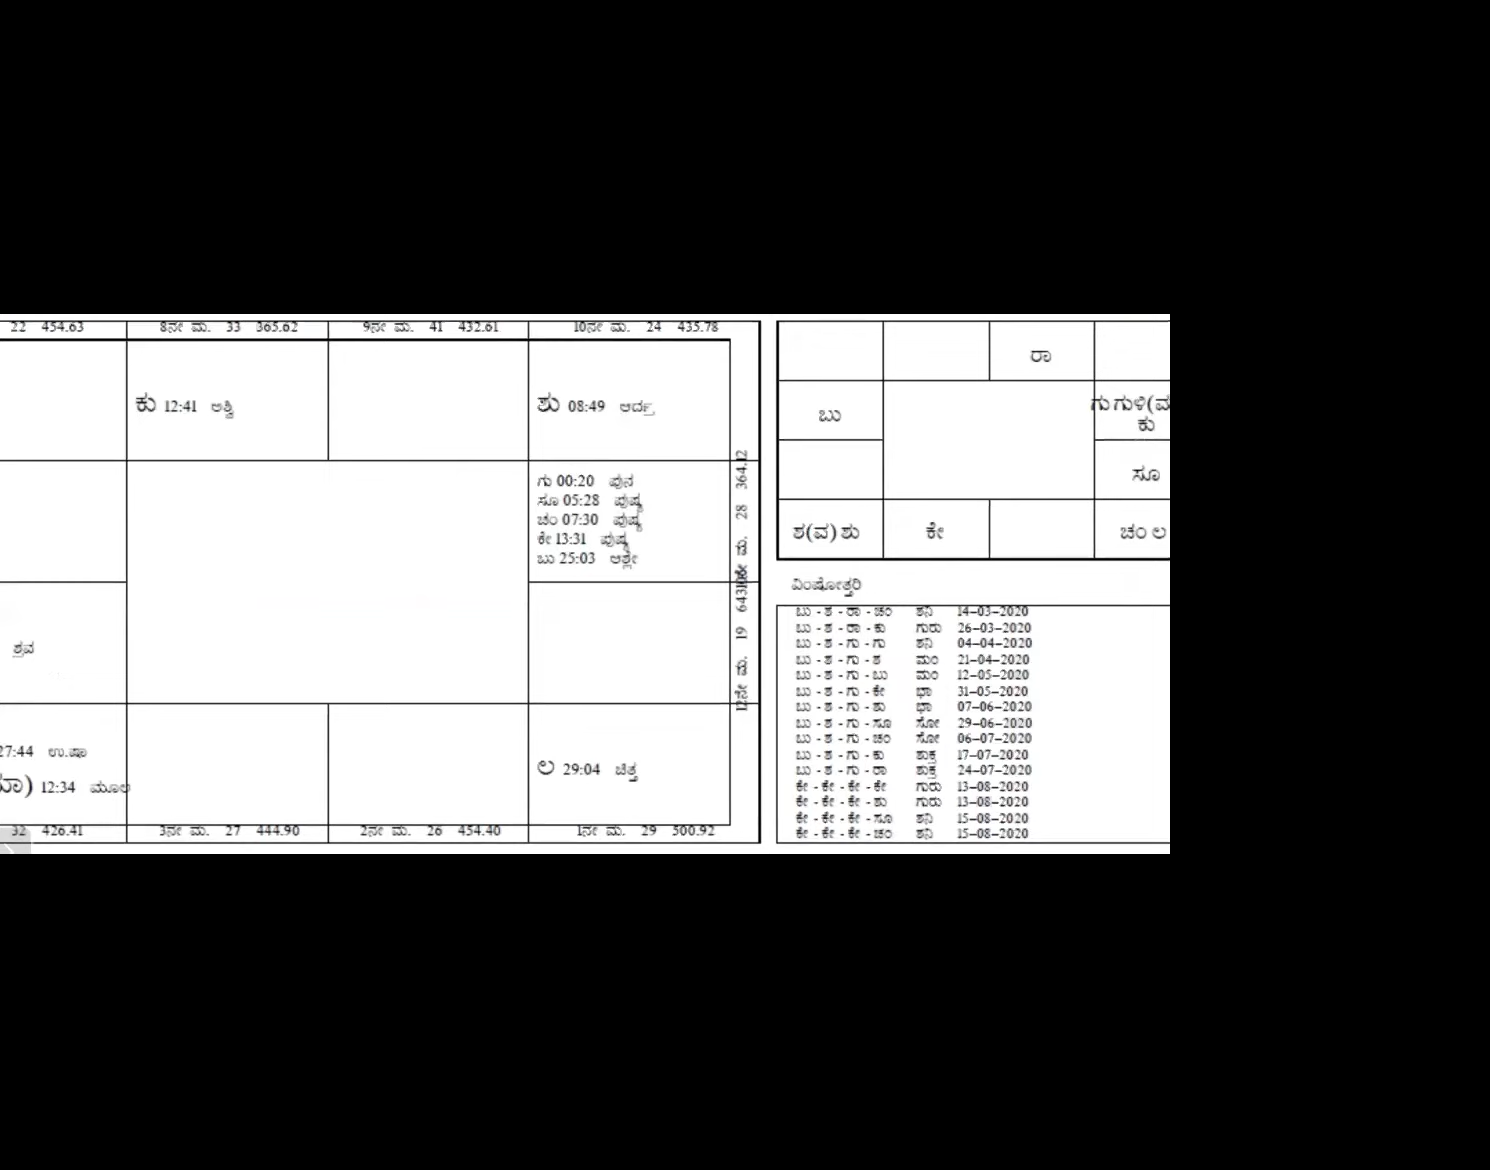 22 454.63 8ನೇ ಮ. 33 365.62 9ನೇ ಮ. 41 432.61 10ನೇ ಮ. 24 435.78
ಕು 12:41 ಅಶ್ವಿ
ಶು 08:49 ಆರ್ದ್ರ
ಗು 00:20 ಪುನ
ಸೂ 05:28 ಪುಷ್ಯ
ಚಂ 07:30 ಪುಷ್ಯ
ಕೇ 13:31 ಪುಷ್ಯ
ಬು 25:03 ಆಶ್ಲೇ
28 364.12
12ನೇ ಮ. 19
ಶ್ರವ
27:44 ಉ.ಷಾ
12:34 ಮೂಲ
ಲ 29:04 ಚಿತ್ತ
32 426.41 3ನೇ ಮ. 27 444.90 2ನೇ ಮ. 26 454.40 1ನೇ ಮ. 29 500.92
ರಾ
ಬು
ಗು ಗುಳಿ(ಮ
ಕು
ಸೂ
ಶ(ವ) ಶು ಕೇ ಚಂ ಲ
ವಿಂಷೋತ್ತರಿ
ಬು - ಶ - ರಾ - ಚಂ ಶನಿ 14-03-2020
ಬು - ಶ - ರಾ - ಕು ಗುರು 26-03-2020
ಬು - ಶ - ಗು - ಗು ಶನಿ 04-04-2020
ಬು - ಶ - ಗು - ಶ ಮಂ 21-04-2020
ಬು - ಶ - ಗು - ಬು ಮಂ 12-05-2020
ಬು - ಶ - ಗು - ಕೇ ಭಾ 31-05-2020
ಬು - ಶ - ಗು - ಶು ಭಾ 07-06-2020
ಬು - ಶ - ಗು - ಸೂ ಸೋ 29-06-2020
ಬು - ಶ - ಗು - ಚಂ ಸೋ 06-07-2020
ಬು - ಶ - ಗು - ಕು ಶುಕ್ರ 17-07-2020
ಬು - ಶ - ಗು - ರಾ ಶುಕ್ರ 24-07-2020
ಕೇ - ಕೇ - ಕೇ - ಕೇ ಗುರು 13-08-2020
ಕೇ - ಕೇ - ಕೇ - ಶು ಗುರು 13-08-2020
ಕೇ - ಕೇ - ಕೇ - ಸೂ ಶನಿ 15-08-2020
ಕೇ - ಕೇ - ಕೇ - ಚಂ ಶನಿ 15-08-2020